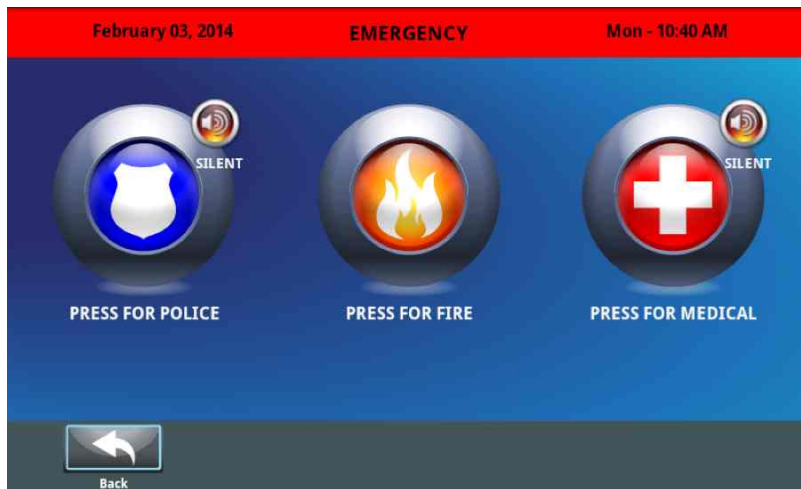 February 03, 2014 EMERGENCY Mon - 10:40 AM
SILENT SILENT
PRESS FOR POLICE PRESS FOR FIRE PRESS FOR MEDICAL
Back